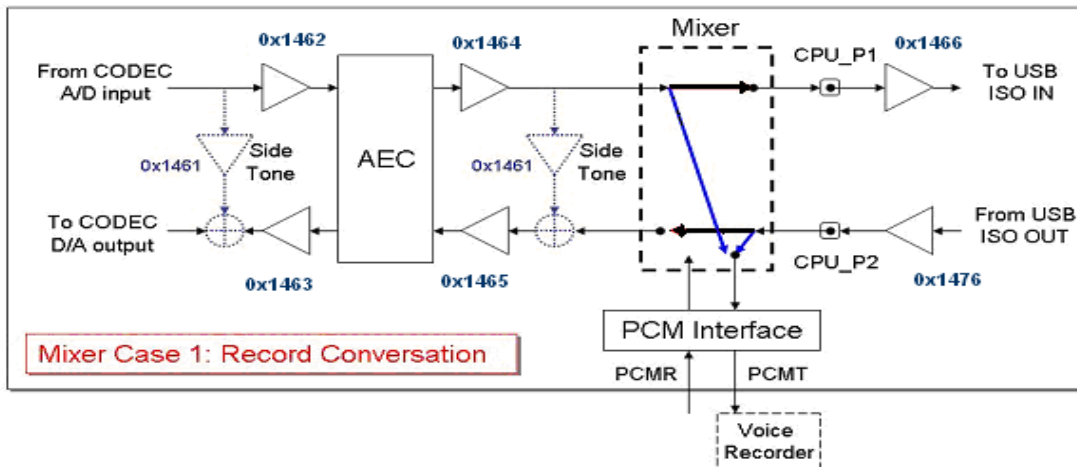 0x1462
0x1464
Mixer
CPU_P1
0x1466
From CODEC
A/D input
To USB
ISO IN
0x1461
Side
Tone
AEC
0x1461
Side
Tone
To CODEC
D/A output
From USB
ISO OUT
0x1463
0x1465
CPU_P2
0x1476
PCM Interface
Mixer Case 1: Record Conversation
PCMR
PCMT
Voice
Recorder